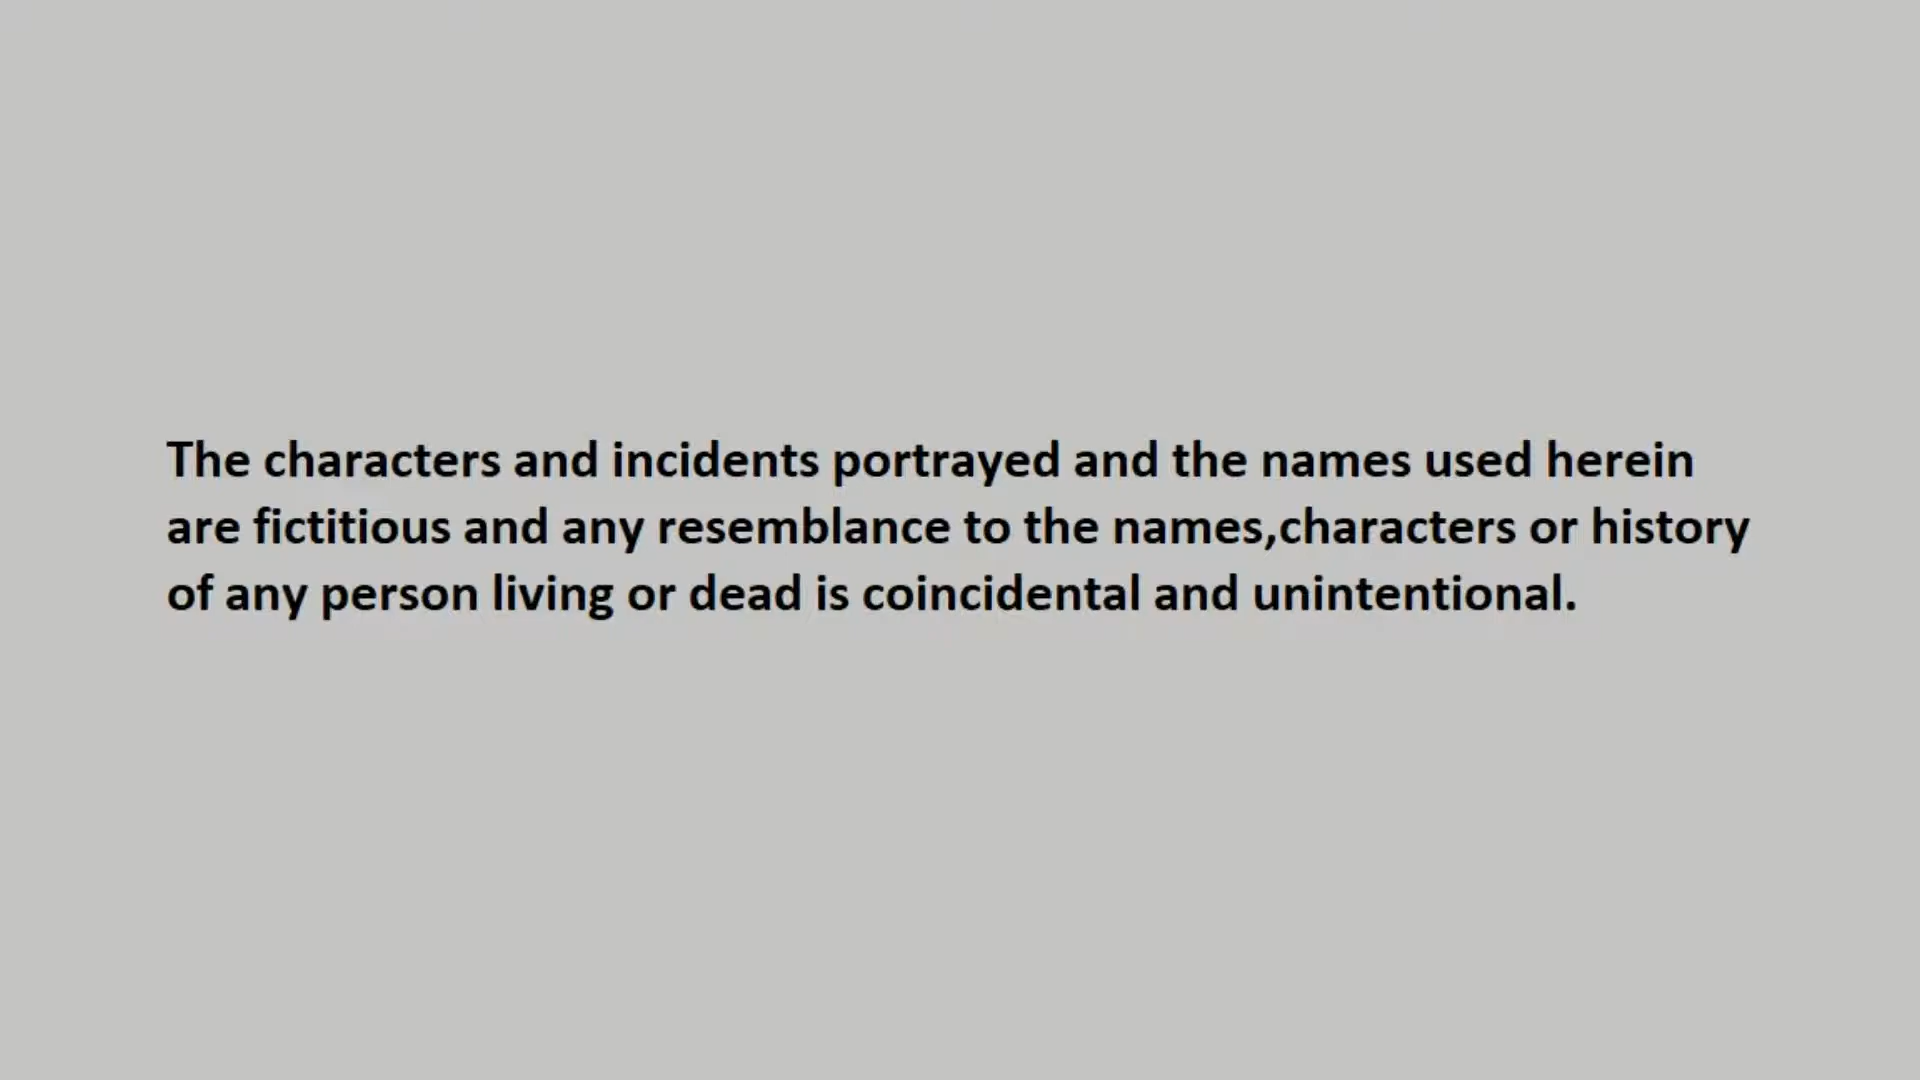 The characters and incidents portrayed and the names used herein
are fictitious and any resemblance to the names,characters or history
of any person living or dead is coincidental and unintentional.